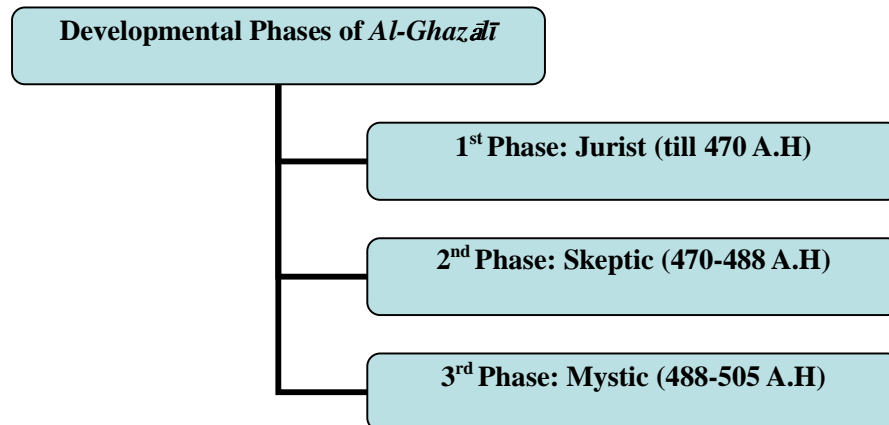 Developmental Phases of Al-Ghazālī
1st Phase: Jurist (till 470 A.H)
2nd Phase: Skeptic (470-488 A.H)
3rd Phase: Mystic (488-505 A.H)